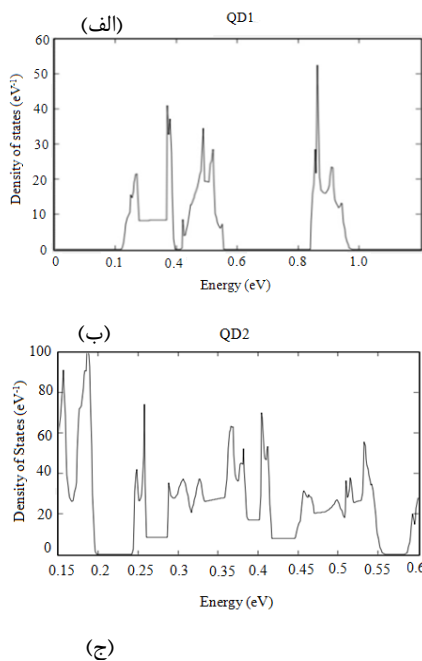 (الف) QD1
60
50
40
30
20
10
0
Density of states (eV-1)
0 0.1 0.4 0.6 0.8 1.0
Energy (eV)
(ب) QD2
100
80
60
40
20
0
Density of States (eV-1)
0.15 0.2 0.25 0.3 0.35 0.4 0.45 0.5 0.55 0.6
Energy (eV)
(ج)